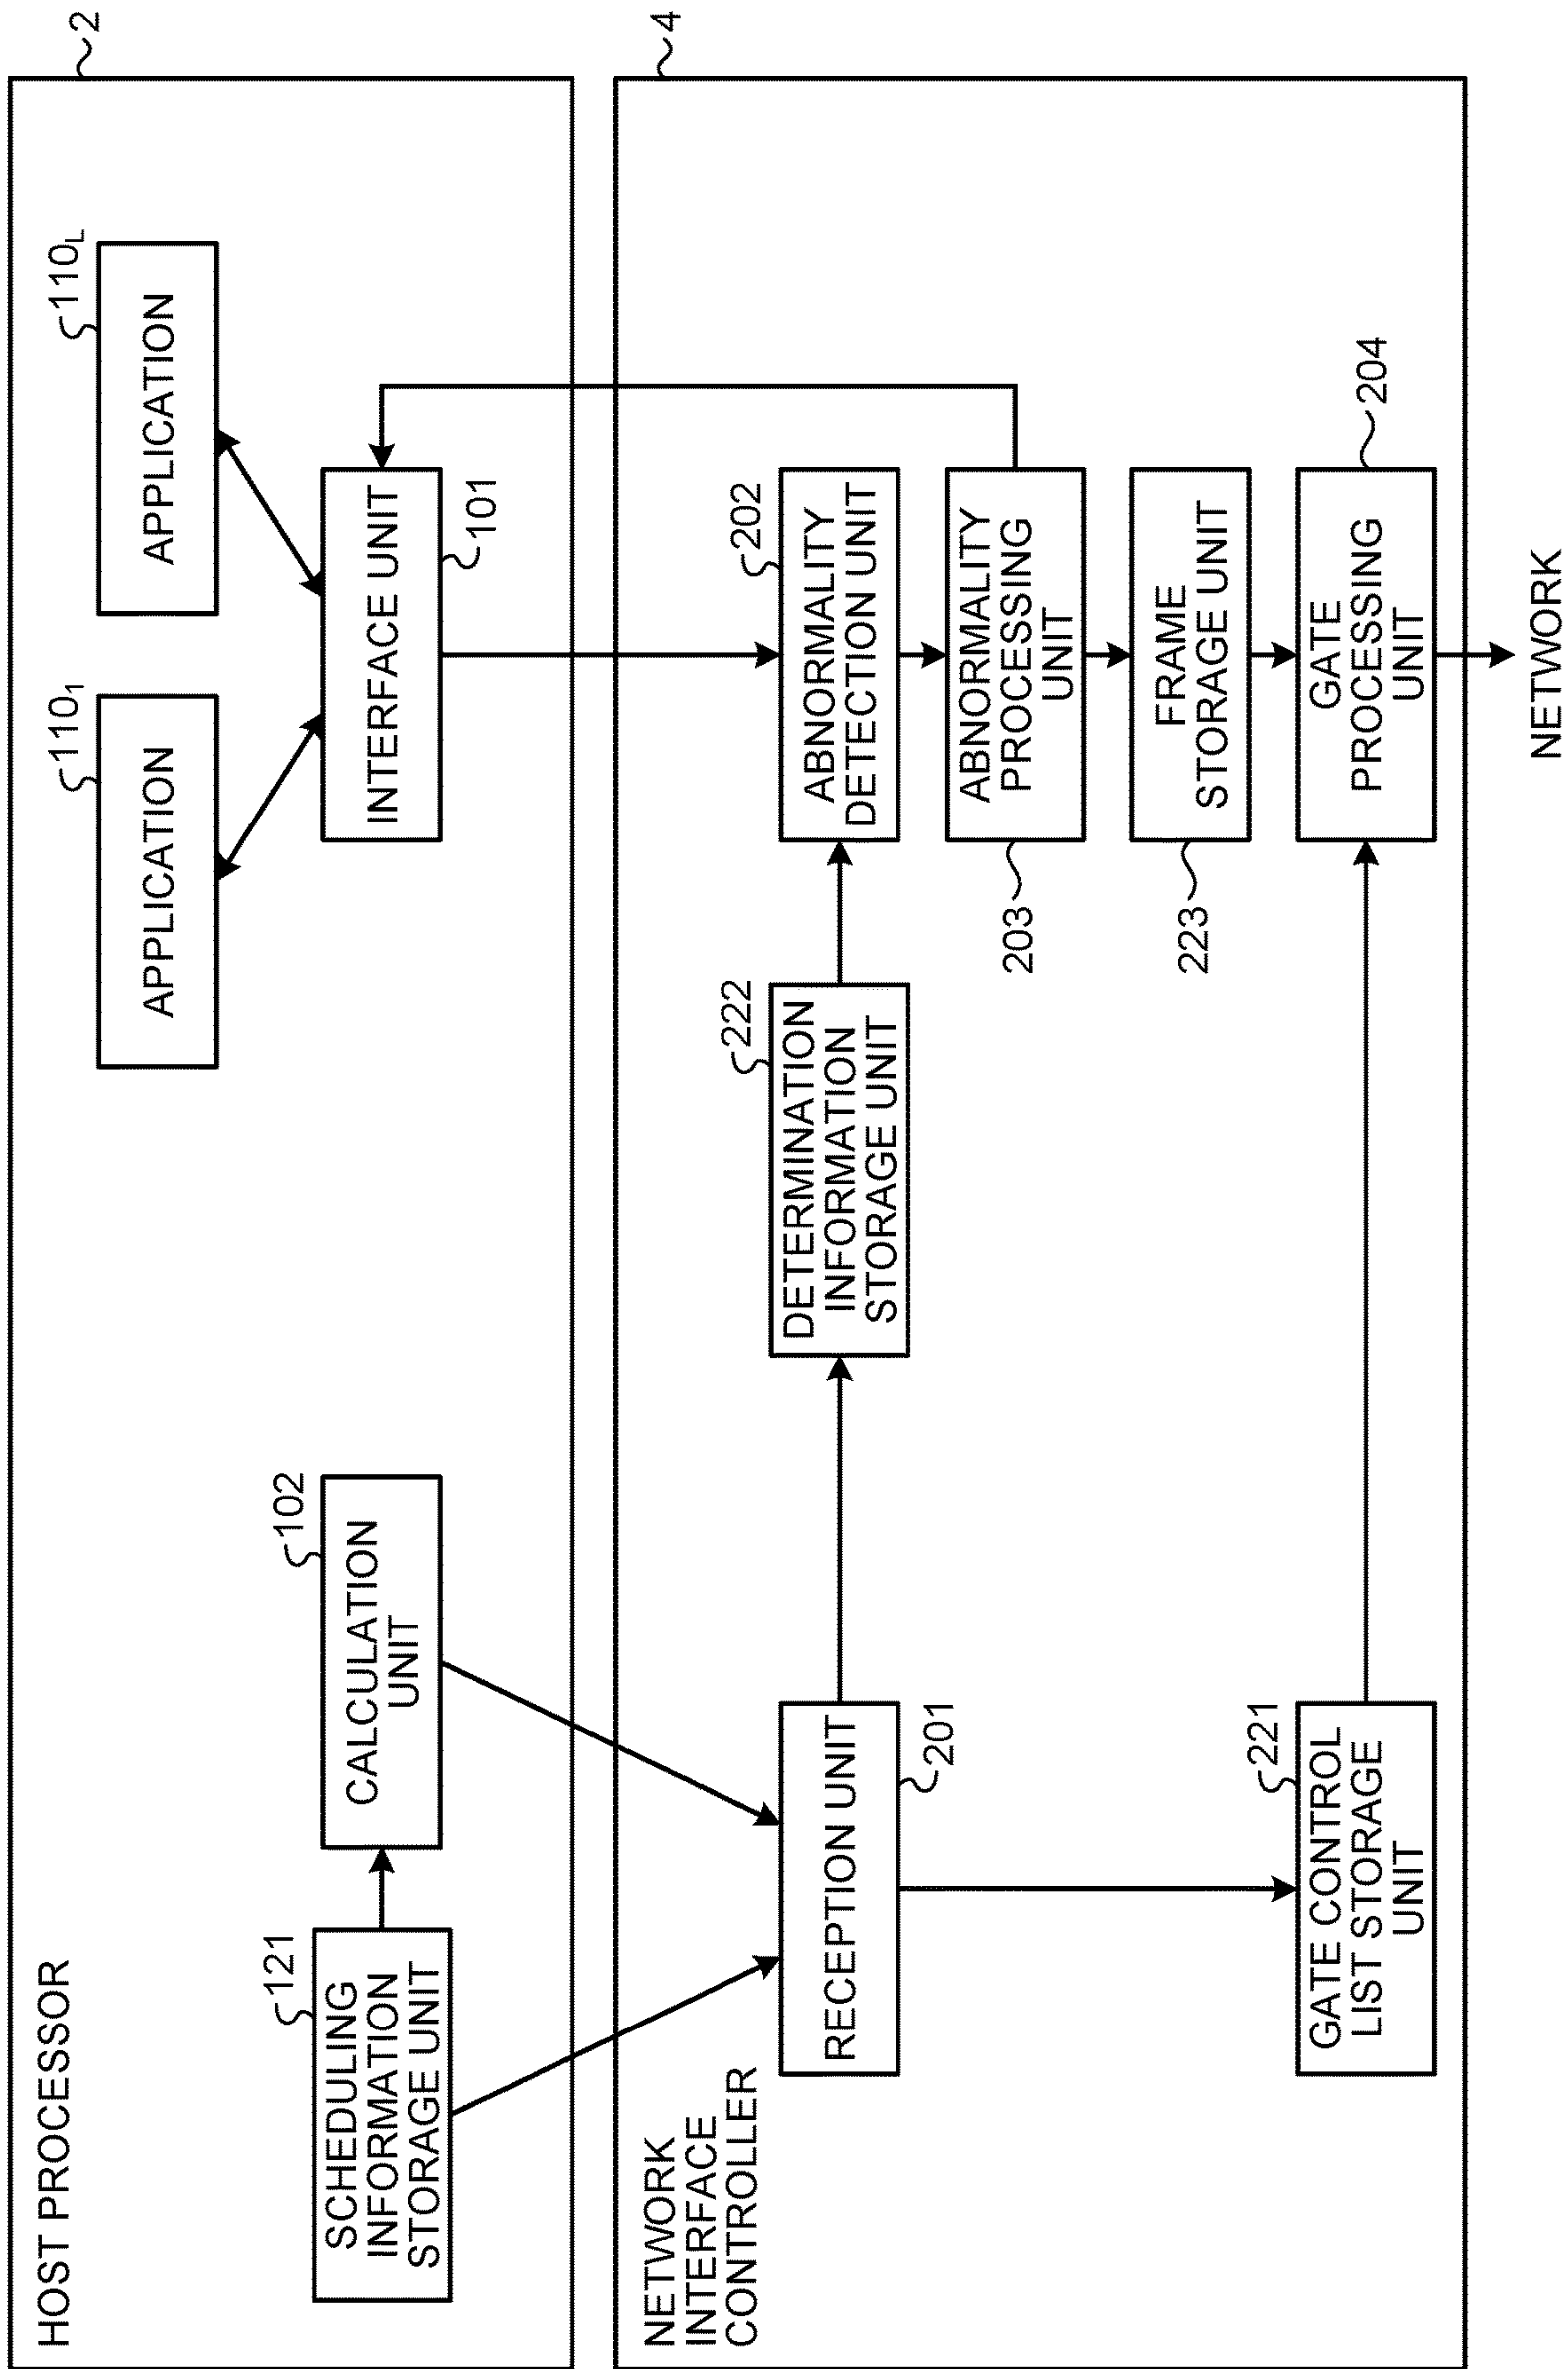 HOST PROCESSOR
2
110₁
APPLICATION
110L
APPLICATION
121
SCHEDULING
INFORMATION
STORAGE UNIT
102
CALCULATION
UNIT
INTERFACE UNIT
101
NETWORK
INTERFACE
CONTROLLER
4
RECEPTION UNIT
201
222
DETERMINATION
INFORMATION
STORAGE UNIT
202
ABNORMALITY
DETECTION UNIT
203
ABNORMALITY
PROCESSING
UNIT
223
FRAME
STORAGE UNIT
221
GATE CONTROL
LIST STORAGE
UNIT
GATE
PROCESSING
UNIT
204
NETWORK